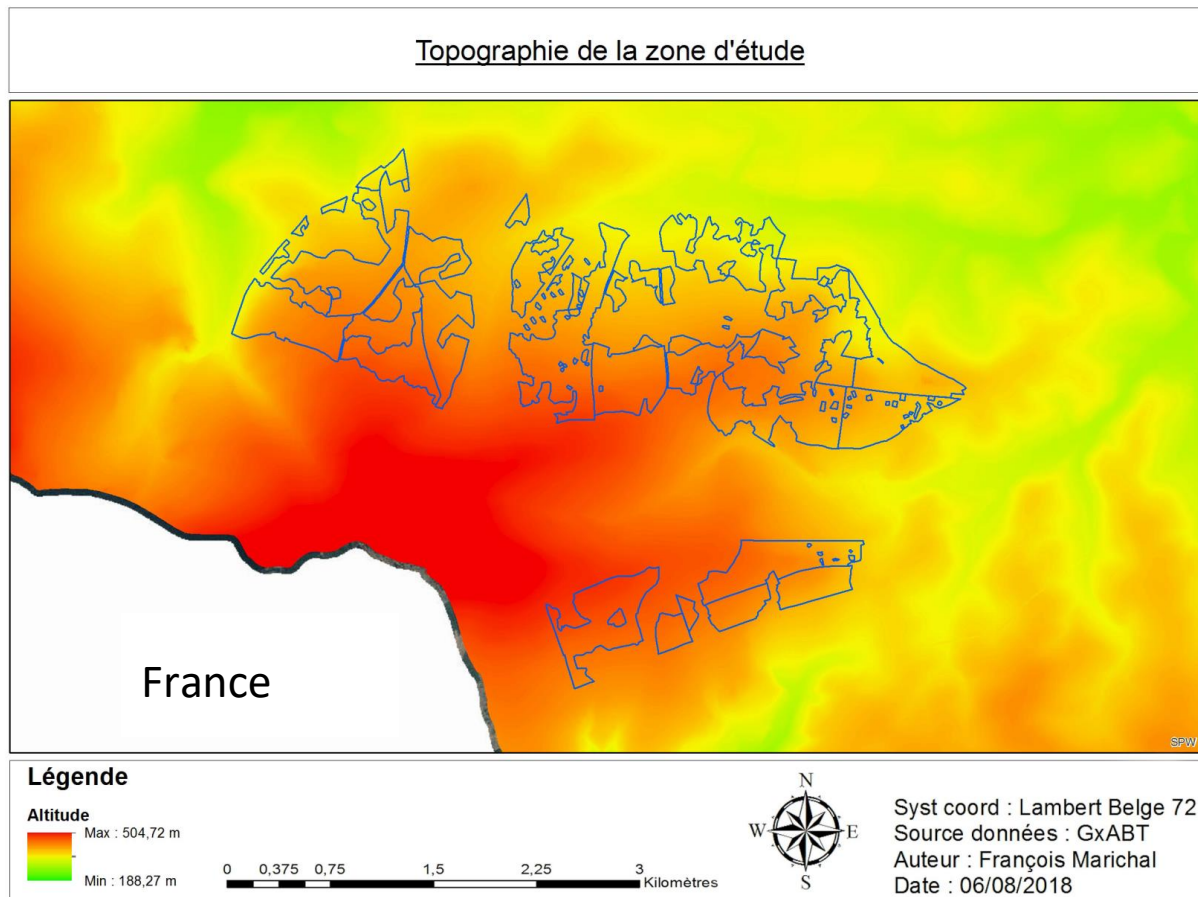 Topographie de la zone d'étude
France
SPW
Légende
Altitude
Max : 504,72 m
Min : 188,27 m
0 0,375 0,75 1,5 2,25 3
Kilomètres
N
W E
S
Syst coord : Lambert Belge 72
Source données : GxABT
Auteur : François Marichal
Date : 06/08/2018